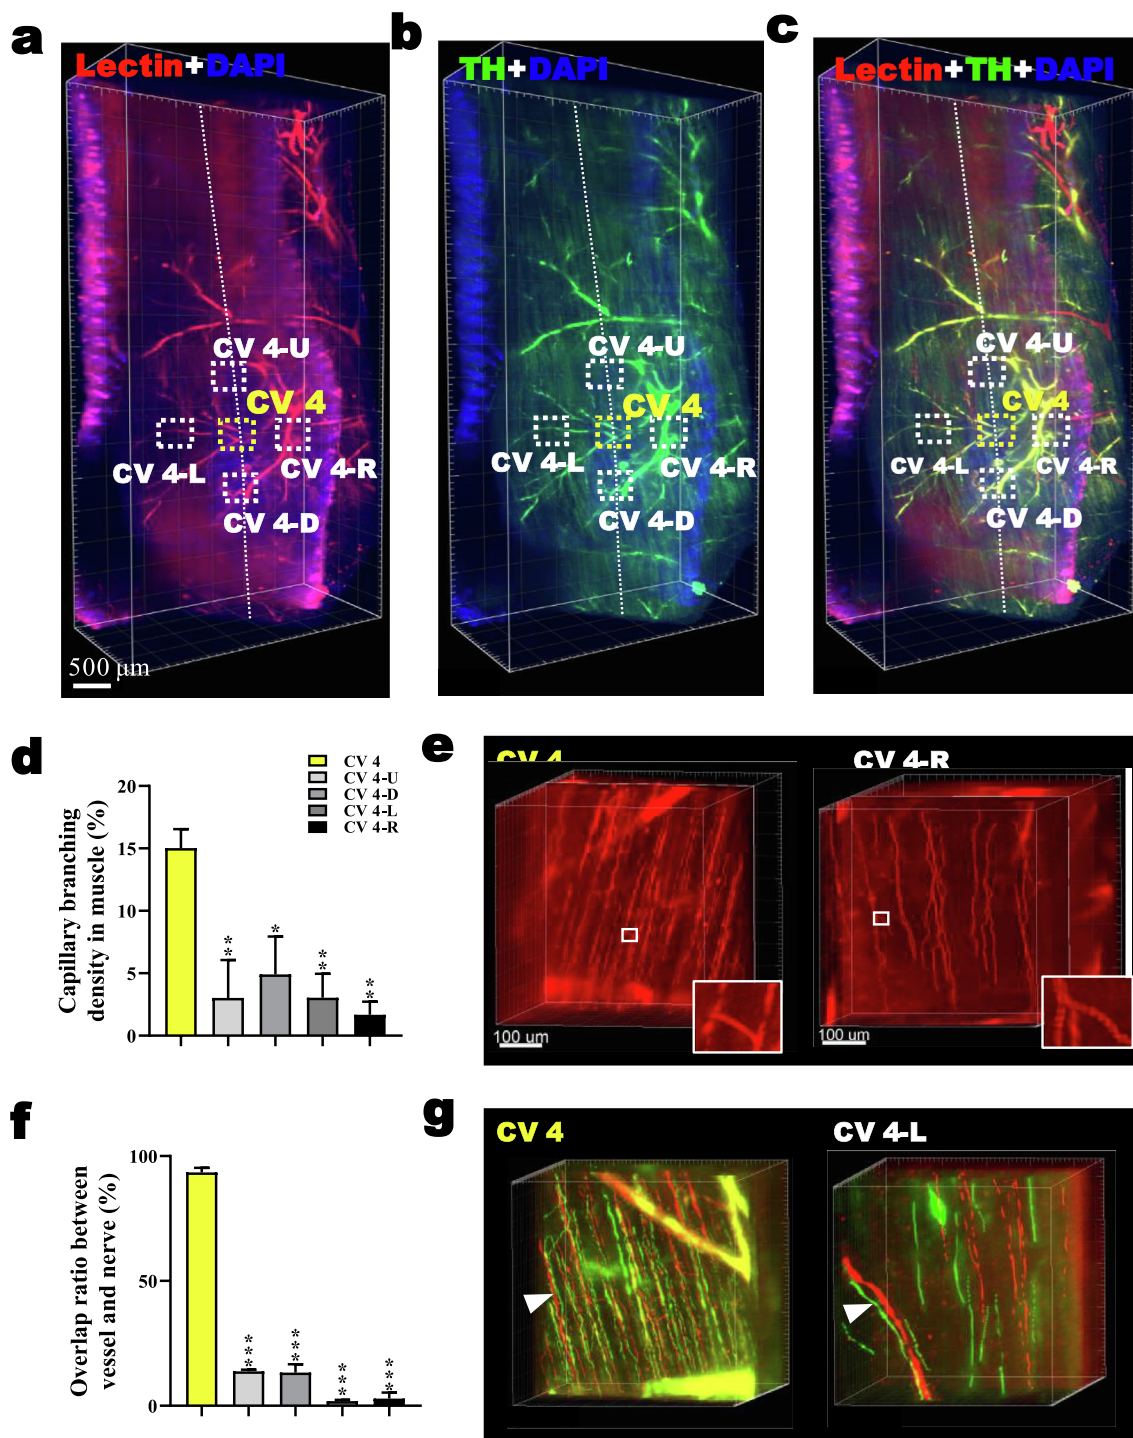 a
Lectin+DAPI
CV 4-U
CV 4
CV 4-L
CV 4-R
CV 4-D
500 μm
b
TH+DAPI
CV 4-U
CV 4
CV 4-L
CV 4-R
CV 4-D
c
Lectin+TH+DAPI
CV 4-U
CV 4
CV 4-L
CV 4-R
CV 4-D
d
Capillary branching
density in muscle (%)
20
15
10
5
0
**
*
**
**
CV 4
CV 4-U
CV 4-D
CV 4-L
CV 4-R
e
CV 4
100 um
CV 4-R
100 um
f
Overlap ratio between
vessel and nerve (%)
100
50
0
***
***
***
***
g
CV 4
CV 4-L